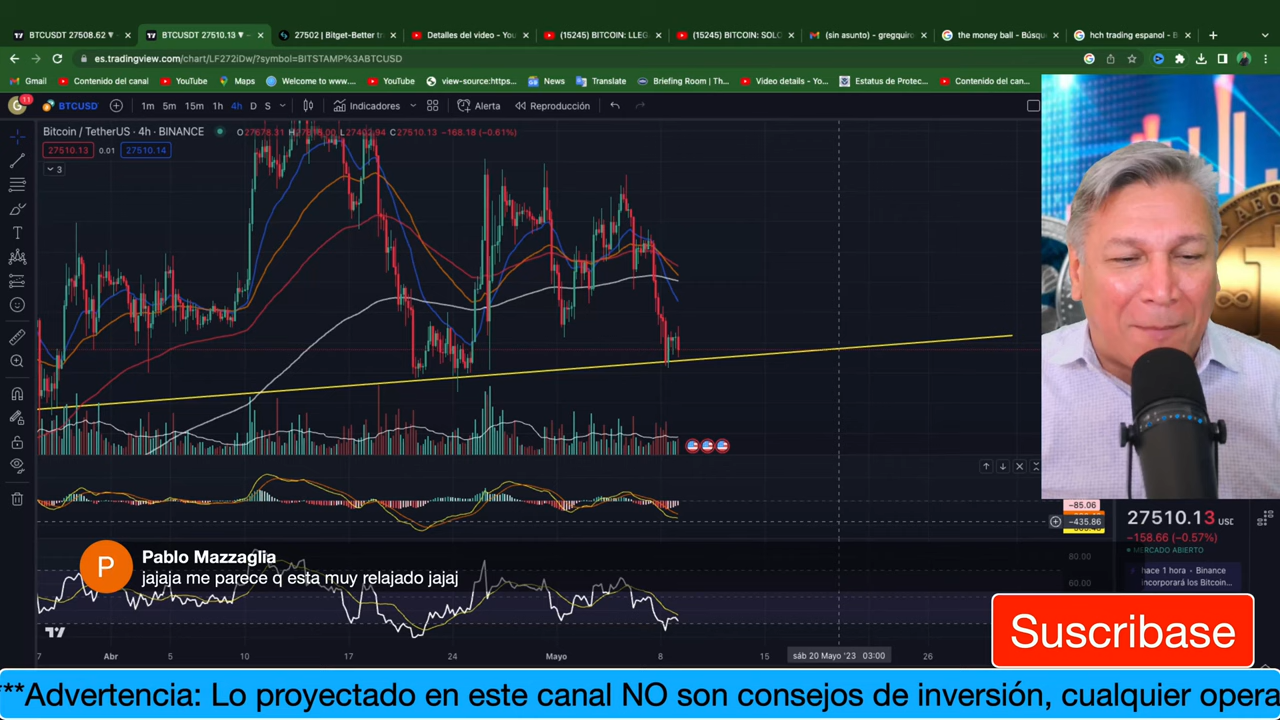 BTCUSDT 27508.62 ▼
BTCUSDT 27510.13 ▼
27502 | Bitget-Better tr
Detalles del video - You
(15245) BITCOIN: LLEG
(15245) BITCOIN: SOLO
(sin asunto) - gregquiro
the money ball - Búsqu
hch trading espanol - B
es.tradingview.com/chart/LF272iDw/?symbol=BITSTAMP%3ABTCUSD
Gmail
Contenido del canal
YouTube
Maps
Welcome to www....
YouTube
view-source:https...
News
Translate
Briefing Room | Th...
Video details - You...
Estatus de Protec...
Contenido del can...
11
BTCUSD
1m 5m 15m 1h 4h D S
Indicadores
Alerta
Reproducción
Bitcoin / TetherUS · 4h · BINANCE
C27510.13 −168.18 (−0.61%)
27510.13 0.01 27510.14
3
−85.06
−435.86
27510.13 USD
−158.66 (−0.57%)
MERCADO ABIERTO
hace 1 hora · Binance
incorporará los Bitcoin...
80.00
60.00
P
Pablo Mazzaglia
jajaja me parece q esta muy relajado jajaj
Suscribase
7 Abr 5 10 17 24 Mayo 8 15 sáb 20 Mayo '23 03:00 26
***Advertencia: Lo proyectado en este canal NO son consejos de inversión, cualquier opera